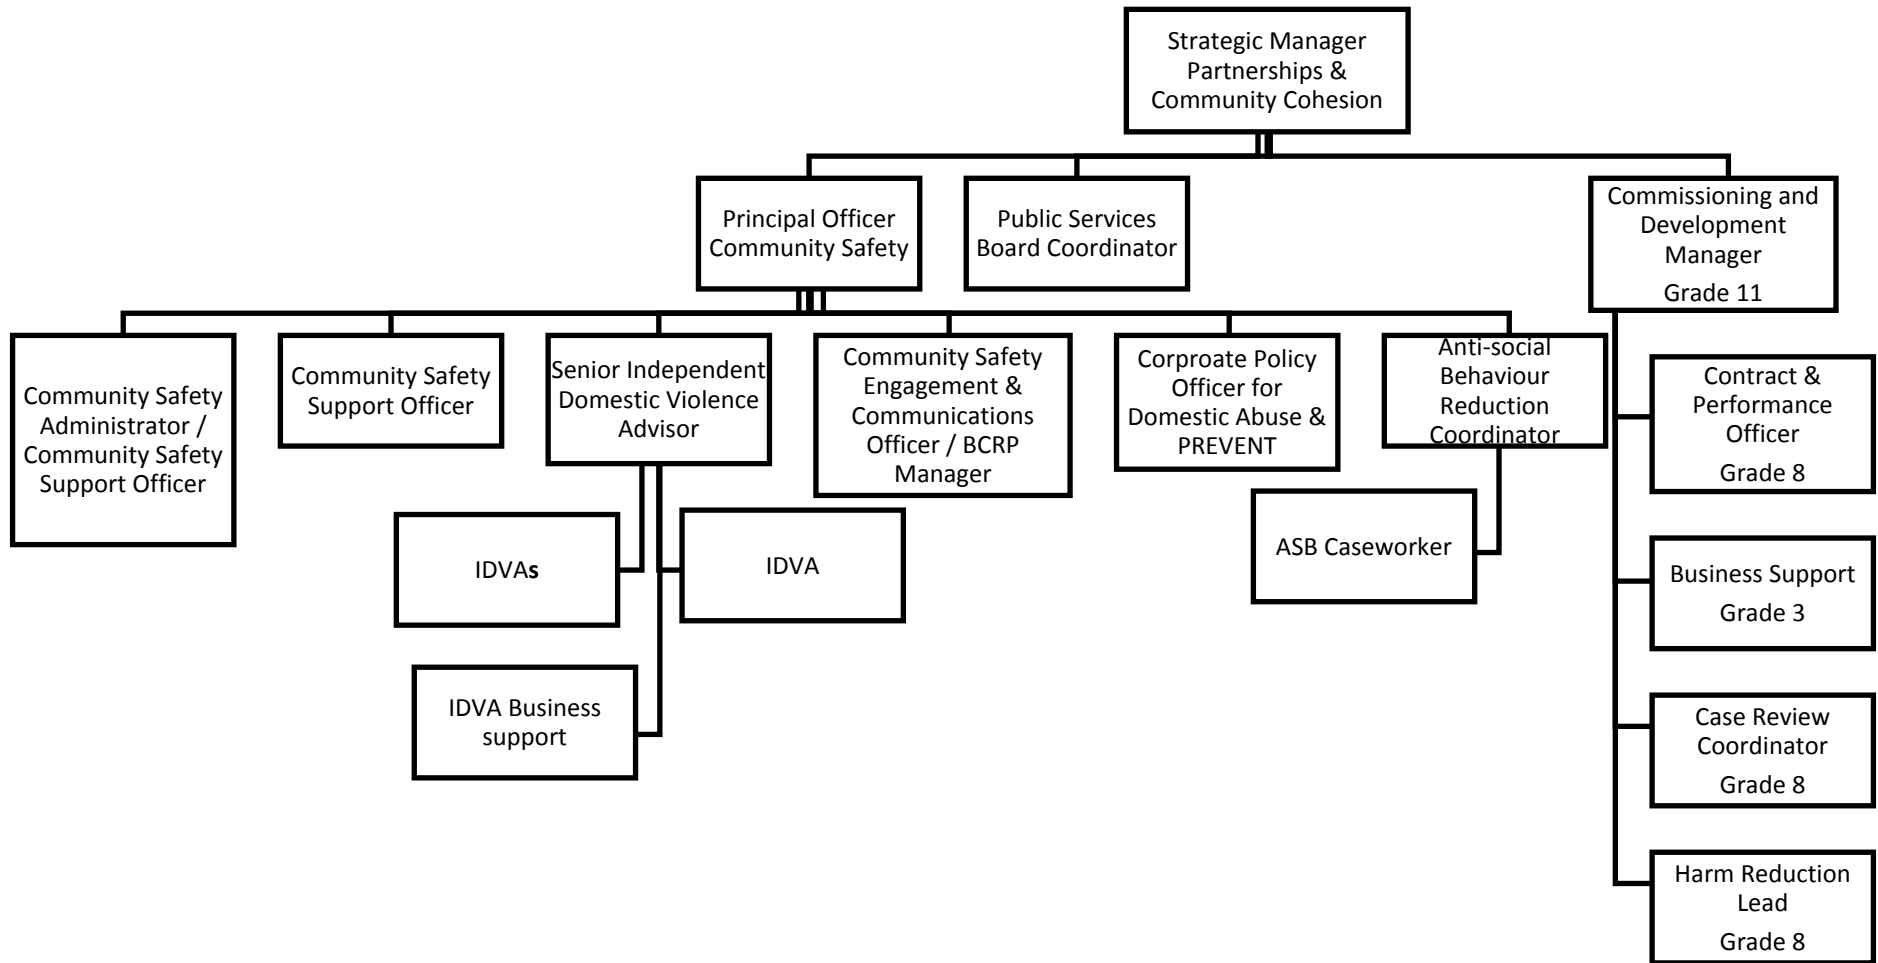 Strategic Manager
Partnerships &
Community Cohesion
Principal Officer
Community Safety
Public Services
Board Coordinator
Commissioning and
Development
Manager
Grade 11
Community Safety
Administrator /
Community Safety
Support Officer
Community Safety
Support Officer
Senior Independent
Domestic Violence
Advisor
Community Safety
Engagement &
Communications
Officer / BCRP
Manager
Corproate Policy
Officer for
Domestic Abuse &
PREVENT
Anti-social
Behaviour
Reduction
Coordinator
Contract &
Performance
Officer
Grade 8
IDVAs
IDVA
ASB Caseworker
Business Support
Grade 3
IDVA Business
support
Case Review
Coordinator
Grade 8
Harm Reduction
Lead
Grade 8